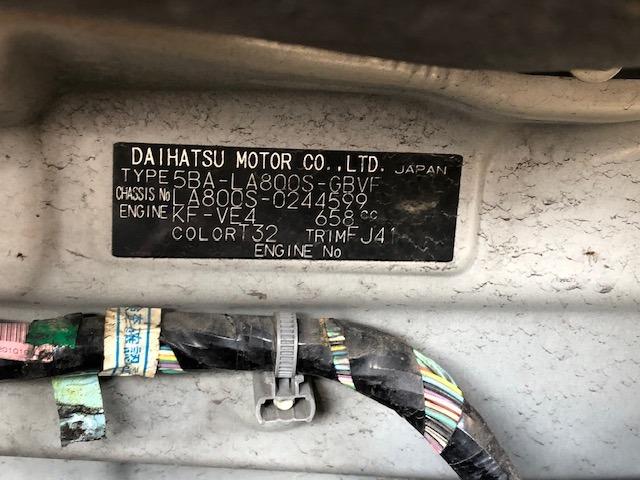 DAIHATSU MOTOR CO.,LTD. JAPAN
TYPE 5BA-LA800S-GBVF
CHASSIS No LA800S-0244599
ENGINE KF-VE4 658cc
COLOR T32 TRIM FJ41
ENGINE No